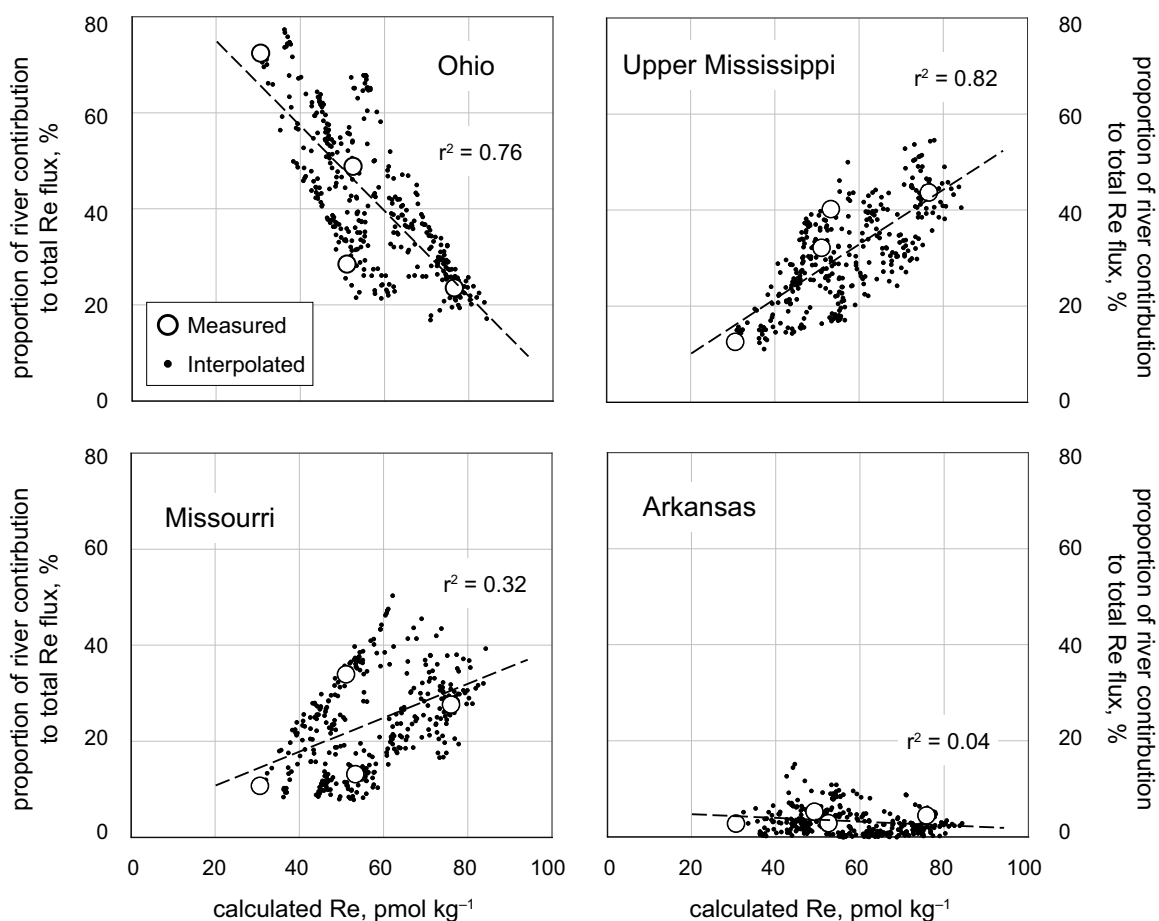 proportion of river contirbution
to total Re flux, %
80
60
40
20
0
Ohio
r² = 0.76
Measured
Interpolated
Upper Mississippi
r² = 0.82
80
60
40
20
0
proportion of river contribution
to total Re flux, %
proportion of river contirbution
to total Re flux, %
80
60
40
20
0
Missourri
r² = 0.32
0
20
40
60
80
100
calculated Re, pmol kg⁻¹
Arkansas
r² = 0.04
80
60
40
20
0
proportion of river contribution
to total Re flux, %
0
20
40
60
80
100
calculated Re, pmol kg⁻¹